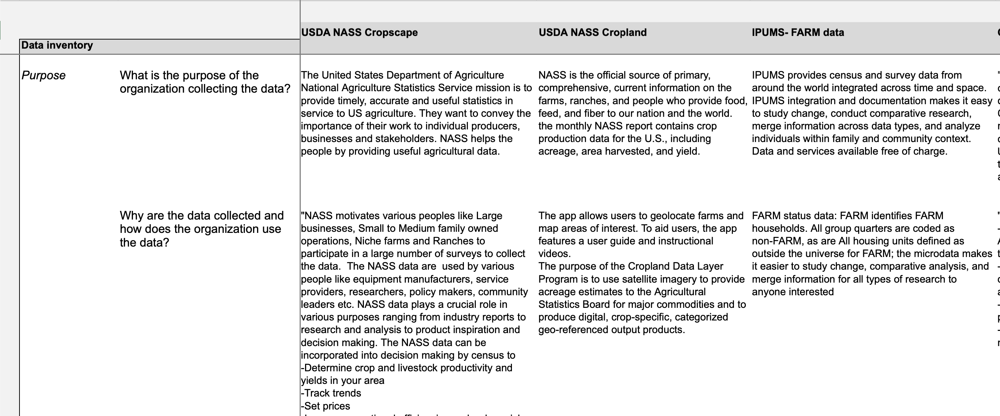 USDA NASS Cropscape
USDA NASS Cropland
IPUMS- FARM data
Data inventory
Purpose
What is the purpose of the
organization collecting the data?
The United States Department of Agriculture
National Agriculture Statistics Service mission is to
provide timely, accurate and useful statistics in
service to US agriculture. They want to convey the
importance of their work to individual producers,
businesses and stakeholders. NASS helps the
people by providing useful agricultural data.
NASS is the official source of primary,
comprehensive, current information on the
farms, ranches, and people who provide food,
feed, and fiber to our nation and the world.
the monthly NASS report contains crop
production data for the U.S., including
acreage, area harvested, and yield.
IPUMS provides census and survey data from
around the world integrated across time and space.
IPUMS integration and documentation makes it easy
to study change, conduct comparative research,
merge information across data types, and analyze
individuals within family and community context.
Data and services available free of charge.
Why are the data collected and
how does the organization use
the data?
"NASS motivates various peoples like Large
businesses, Small to Medium family owned
operations, Niche farms and Ranches to
participate in a large number of surveys to collect
the data.  The NASS data are  used by various
people like equipment manufacturers, service
providers, researchers, policy makers, community
leaders etc. NASS data plays a crucial role in
various purposes ranging from industry reports to
research and analysis to product inspiration and
decision making. The NASS data can be
incorporated into decision making by census to
-Determine crop and livestock productivity and
yields in your area
-Track trends
-Set prices
The app allows users to geolocate farms and
map areas of interest. To aid users, the app
features a user guide and instructional
videos.
The purpose of the Cropland Data Layer
Program is to use satellite imagery to provide
acreage estimates to the Agricultural
Statistics Board for major commodities and to
produce digital, crop-specific, categorized
geo-referenced output products.
FARM status data: FARM identifies FARM
households. All group quarters are coded as
non-FARM, as are All housing units defined as
outside the universe for FARM; the microdata makes
it easier to study change, comparative analysis, and
merge information for all types of research to
anyone interested